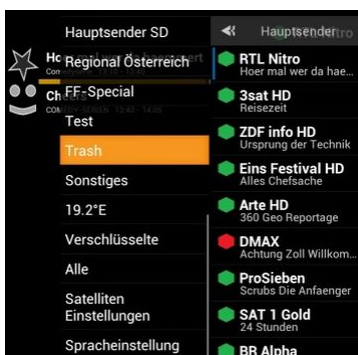 Hauptsender SD
Regional Österreich
FF-Special
Test
Trash
Sonstiges
19.2°E
Verschlüsselte
Alle
Satelliten
Einstellungen
Spracheinstellung
Hauptsender
RTL Nitro
Hoer mal wer da hae...
3sat HD
Reisezeit
ZDF info HD
Ursprung der Technik
Eins Festival HD
Alles Chefsache
Arte HD
360 Geo Reportage
DMAX
Achtung Zoll Willkom...
ProSieben
Scrubs Die Anfaenger
SAT 1 Gold
24 Stunden
BR Alpha